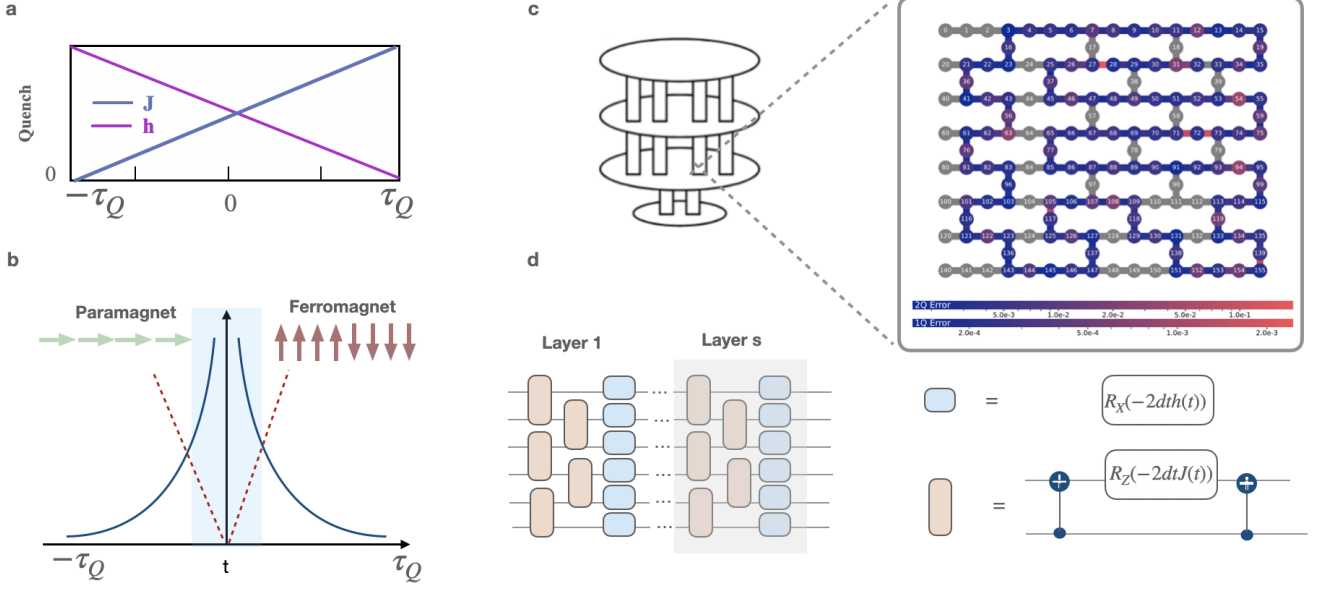 a
Quench
J
h
0
−τ_Q
0
τ_Q
b
Paramagnet
Ferromagnet
−τ_Q
t
τ_Q
c
0 1 2 3 4 5 6 7 8 9 10 11 12 13 14 15
16 17 18 19
20 21 22 23 24 25 26 27 28 29 30 31 32 33 34 35
36 37 38 39
40 41 42 43 44 45 46 47 48 49 50 51 52 53 54 55
56 57 58 59
60 61 62 63 64 65 66 67 68 69 70 71 72 73 74 75
76 77 78 79
80 81 82 83 84 85 86 87 88 89 90 91 92 93 94 95
96 97 98 99
100 101 102 103 104 105 106 107 108 109 110 111 112 113 114 115
116 117 118 119
120 121 122 123 124 125 126 127 128 129 130 131 132 133 134 135
136 137 138 139
140 141 142 143 144 145 146 147 148 149 150 151 152 153 154 155
2Q Error
5.0e-3 1.0e-2 2.0e-2 5.0e-2 1.0e-1
1Q Error
2.0e-4 5.0e-4 1.0e-3 2.0e-3
d
Layer 1
Layer s
...
...
...
...
...
...
= R_X(−2dth(t))
= R_Z(−2dtJ(t))